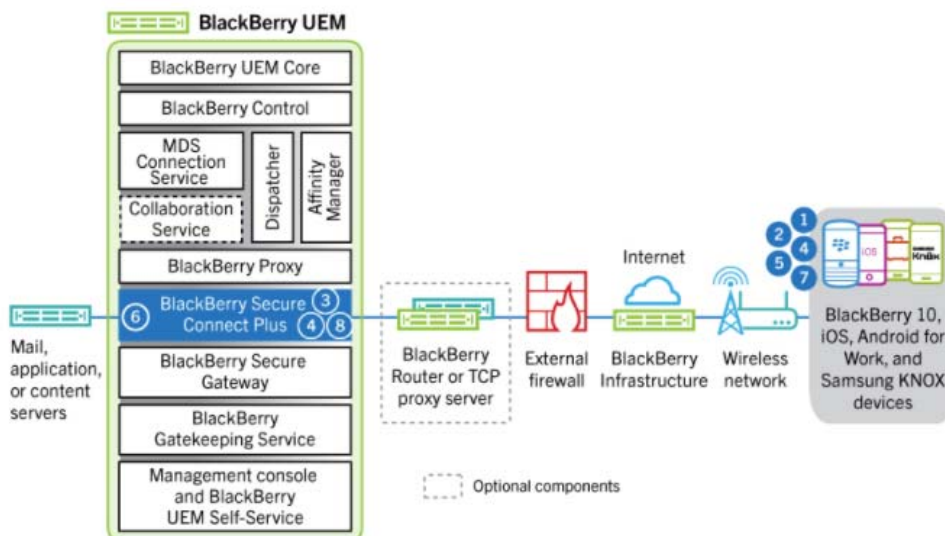 BlackBerry UEM
BlackBerry UEM Core
BlackBerry Control
MDS
Connection
Service
Collaboration
Service
Dispatcher
Affinity
Manager
BlackBerry Proxy
6
BlackBerry Secure
Connect Plus
3
4
8
BlackBerry Secure
Gateway
BlackBerry
Gatekeeping Service
Management console
and BlackBerry
UEM Self-Service
Mail,
application,
or content
servers
BlackBerry
Router or TCP
proxy server
External
firewall
Internet
BlackBerry
Infrastructure
Wireless
network
1
2
4
5
7
iOS
SAMSUNG
KNOX
BlackBerry 10,
iOS, Android for
Work, and
Samsung KNOX
devices
Optional components